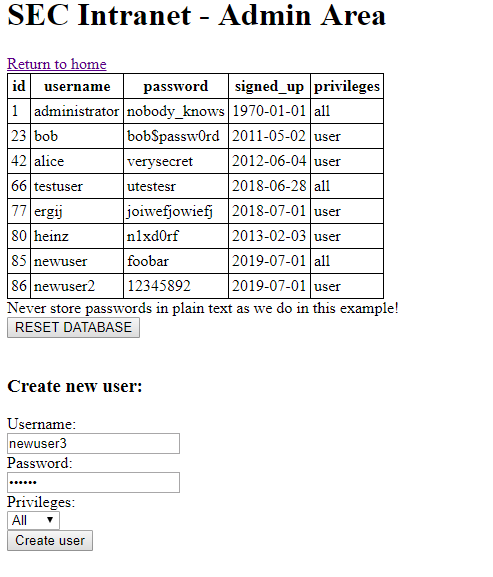 SEC Intranet - Admin Area
Return to home
id username password signed_up privileges
1 administrator nobody_knows 1970-01-01 all
23 bob bob$passw0rd 2011-05-02 user
42 alice verysecret 2012-06-04 user
66 testuser utestesr 2018-06-28 all
77 ergij joiwefjowiefj 2018-07-01 user
80 heinz n1xd0rf 2013-02-03 user
85 newuser foobar 2019-07-01 all
86 newuser2 12345892 2019-07-01 user
Never store passwords in plain text as we do in this example!
RESET DATABASE
Create new user:
Username:
newuser3
Password:
••••••
Privileges:
All
Create user